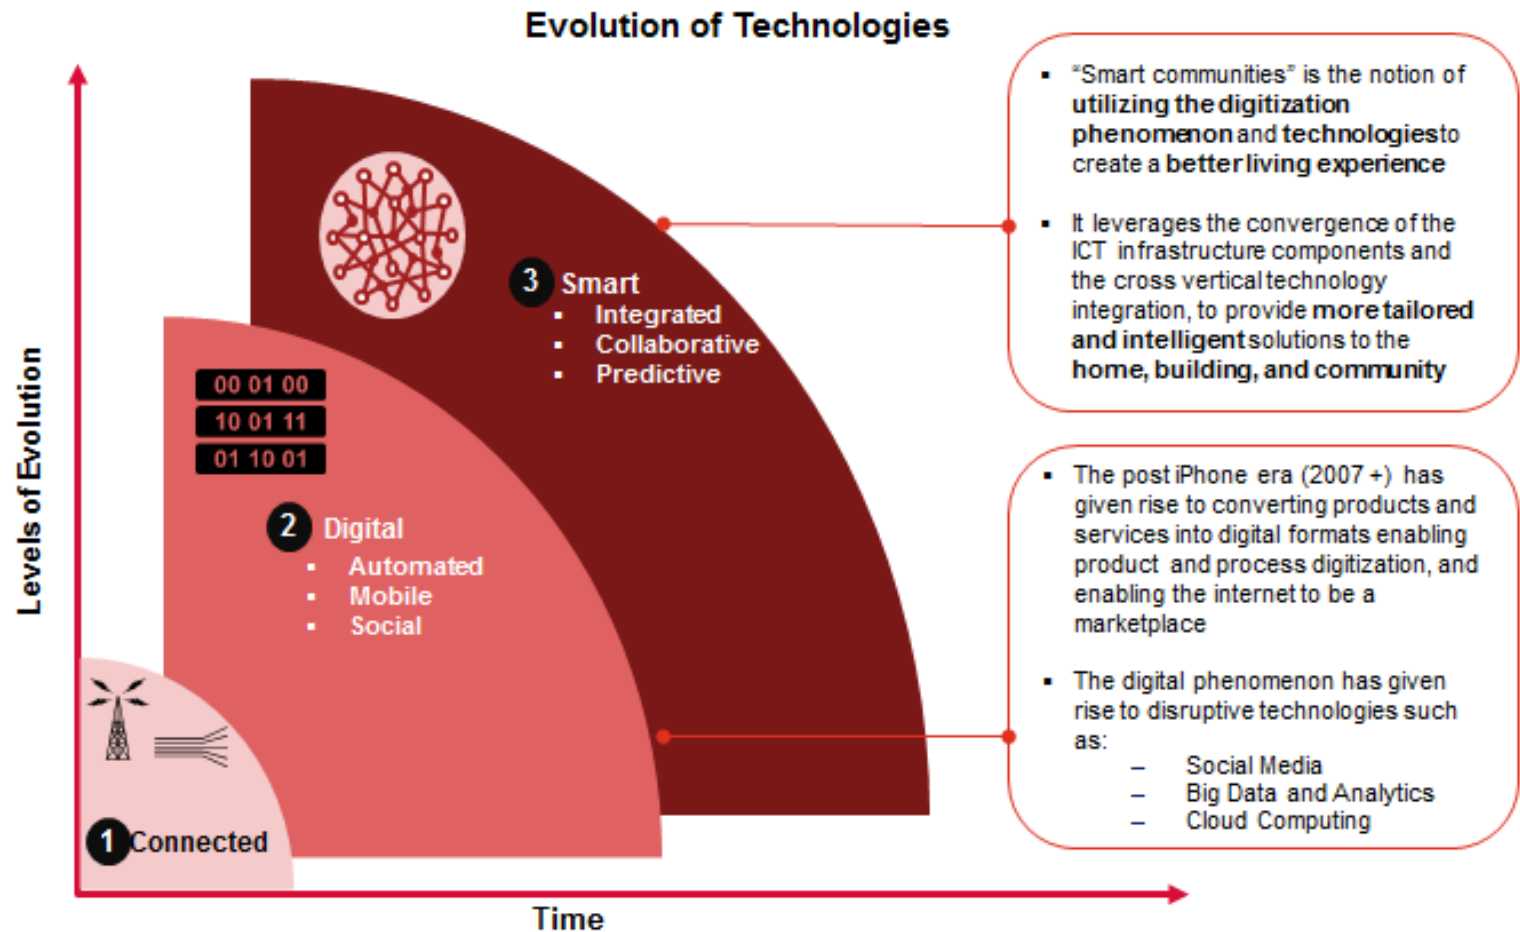 Evolution of Technologies
Levels of Evolution
3 Smart
▪ Integrated
▪ Collaborative
▪ Predictive
00 01 00
10 01 11
01 10 01
2 Digital
▪ Automated
▪ Mobile
▪ Social
1 Connected
Time
▪ “Smart communities” is the notion of
utilizing the digitization
phenomenon and technologies to
create a better living experience
▪ It leverages the convergence of the
ICT infrastructure components and
the cross vertical technology
integration, to provide more tailored
and intelligent solutions to the
home, building, and community
▪ The post iPhone era (2007 +) has
given rise to converting products and
services into digital formats enabling
product and process digitization, and
enabling the internet to be a
marketplace
▪ The digital phenomenon has given
rise to disruptive technologies such
as:
– Social Media
– Big Data and Analytics
– Cloud Computing